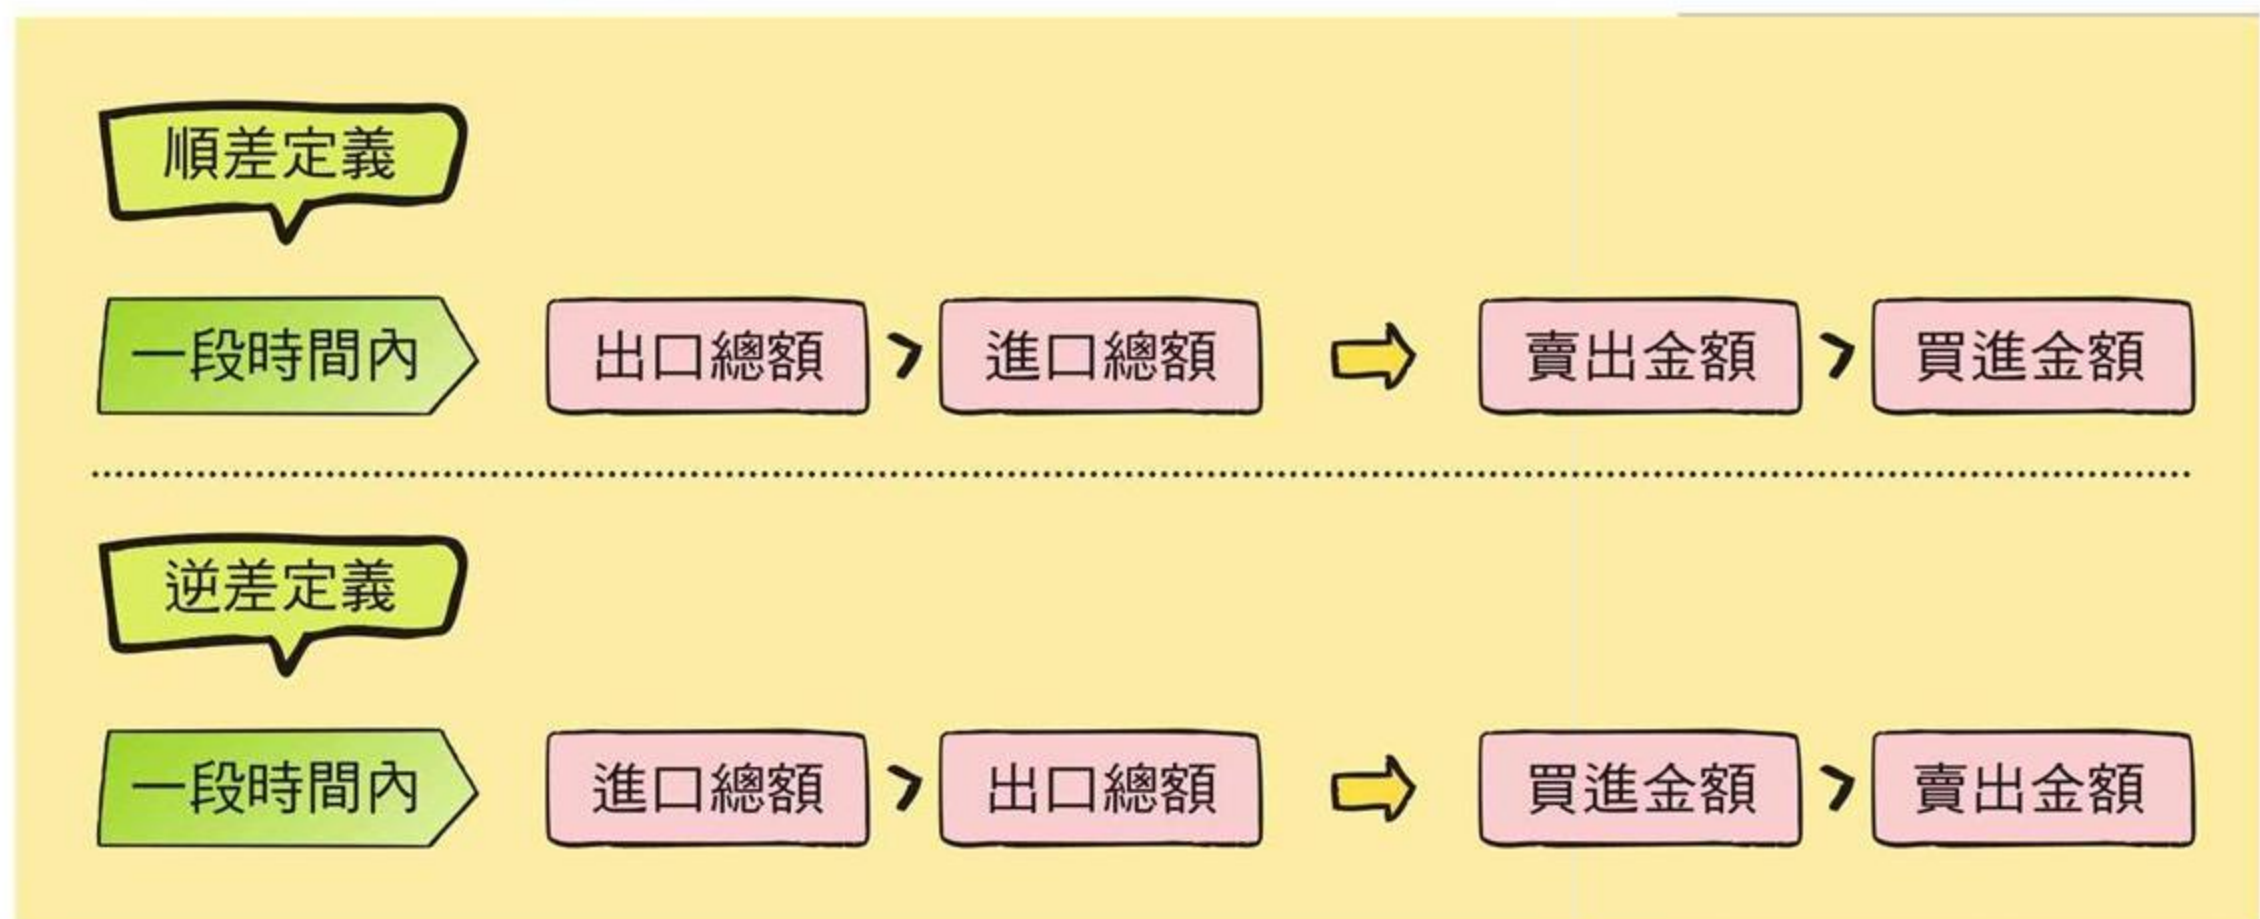 順差定義
一段時間內 出口總額 > 進口總額 賣出金額 > 買進金額
逆差定義
一段時間內 進口總額 > 出口總額 買進金額 > 賣出金額